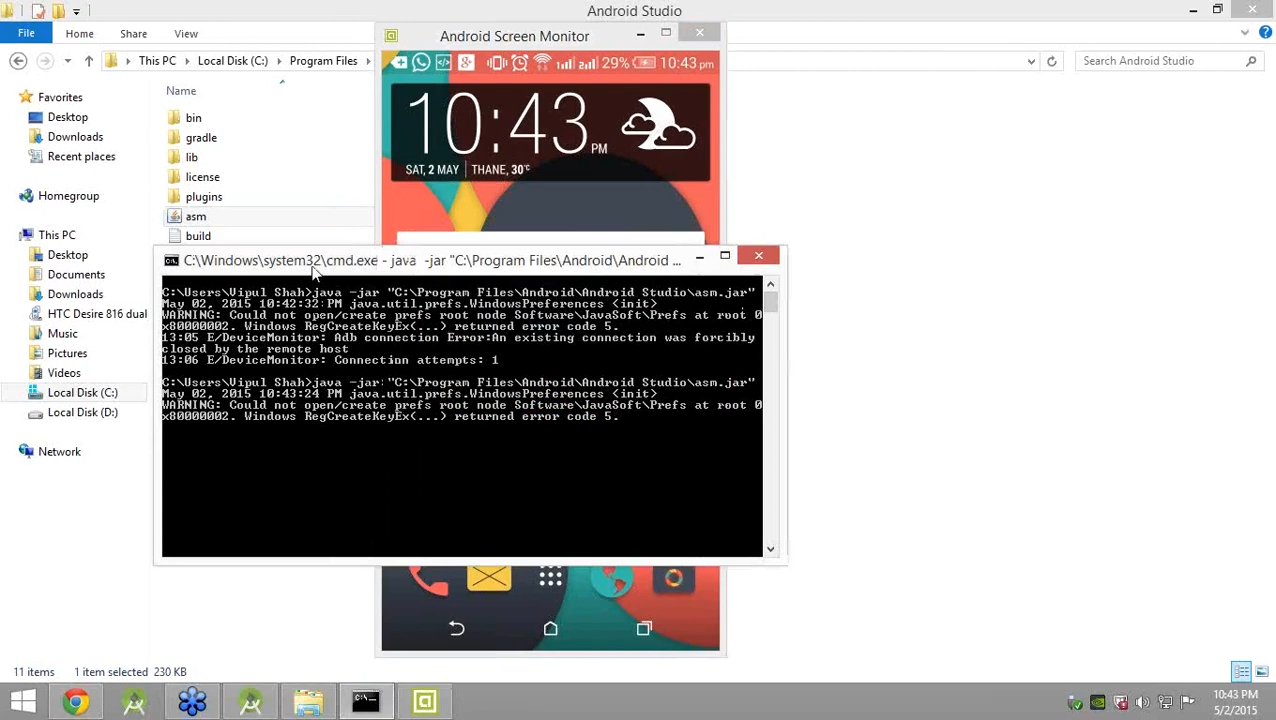 Android Studio
File
Home
Share
View
This PC
Local Disk (C:)
Program Files
Search Android Studio
Favorites
Desktop
Downloads
Recent places
Homegroup
This PC
Desktop
Documents
Downloads
HTC Desire 816 dual
Music
Pictures
Videos
Local Disk (C:)
Local Disk (D:)
Network
Name
bin
gradle
lib
license
plugins
asm
build
Android Screen Monitor
29% 10:43 pm
10:43 PM
SAT, 2 MAY THANE, 30°c
C:\Windows\system32\cmd.exe - java -jar "C:\Program Files\Android\Android ...
C:\Users\Vipul Shah>java -jar "C:\Program Files\Android\Android Studio\asm.jar"
May 02, 2015 10:42:32 PM java.util.prefs.WindowsPreferences <init>
WARNING: Could not open/create prefs root node Software\JavaSoft\Prefs at root 0
x80000002. Windows RegCreateKeyEx(...) returned error code 5.
13:05 E/DeviceMonitor: Adb connection Error:An existing connection was forcibly
closed by the remote host
13:06 E/DeviceMonitor: Connection attempts: 1
C:\Users\Vipul Shah>java -jar "C:\Program Files\Android\Android Studio\asm.jar"
May 02, 2015 10:43:24 PM java.util.prefs.WindowsPreferences <init>
WARNING: Could not open/create prefs root node Software\JavaSoft\Prefs at root 0
x80000002. Windows RegCreateKeyEx(...) returned error code 5.
11 items 1 item selected 230 KB
10:43 PM
5/2/2015